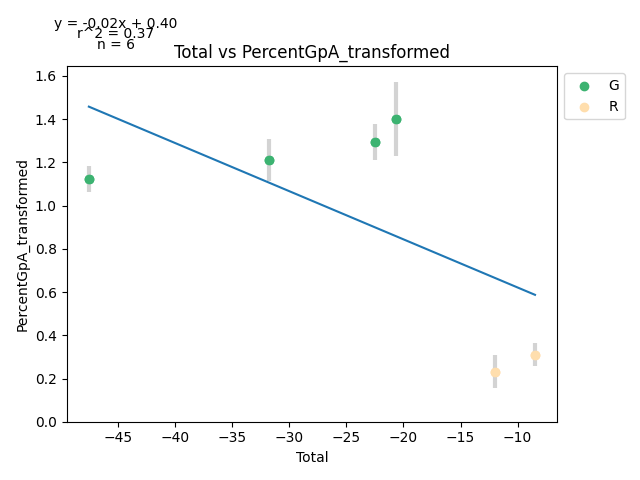 y = -0.02x + 0.40
r^2 = 0.37
n = 6
Total vs PercentGpA_transformed
G
R
PercentGpA_transformed
1.6
1.4
1.2
1.0
0.8
0.6
0.4
0.2
0.0
−45 −40 −35 −30 −25 −20 −15 −10
Total